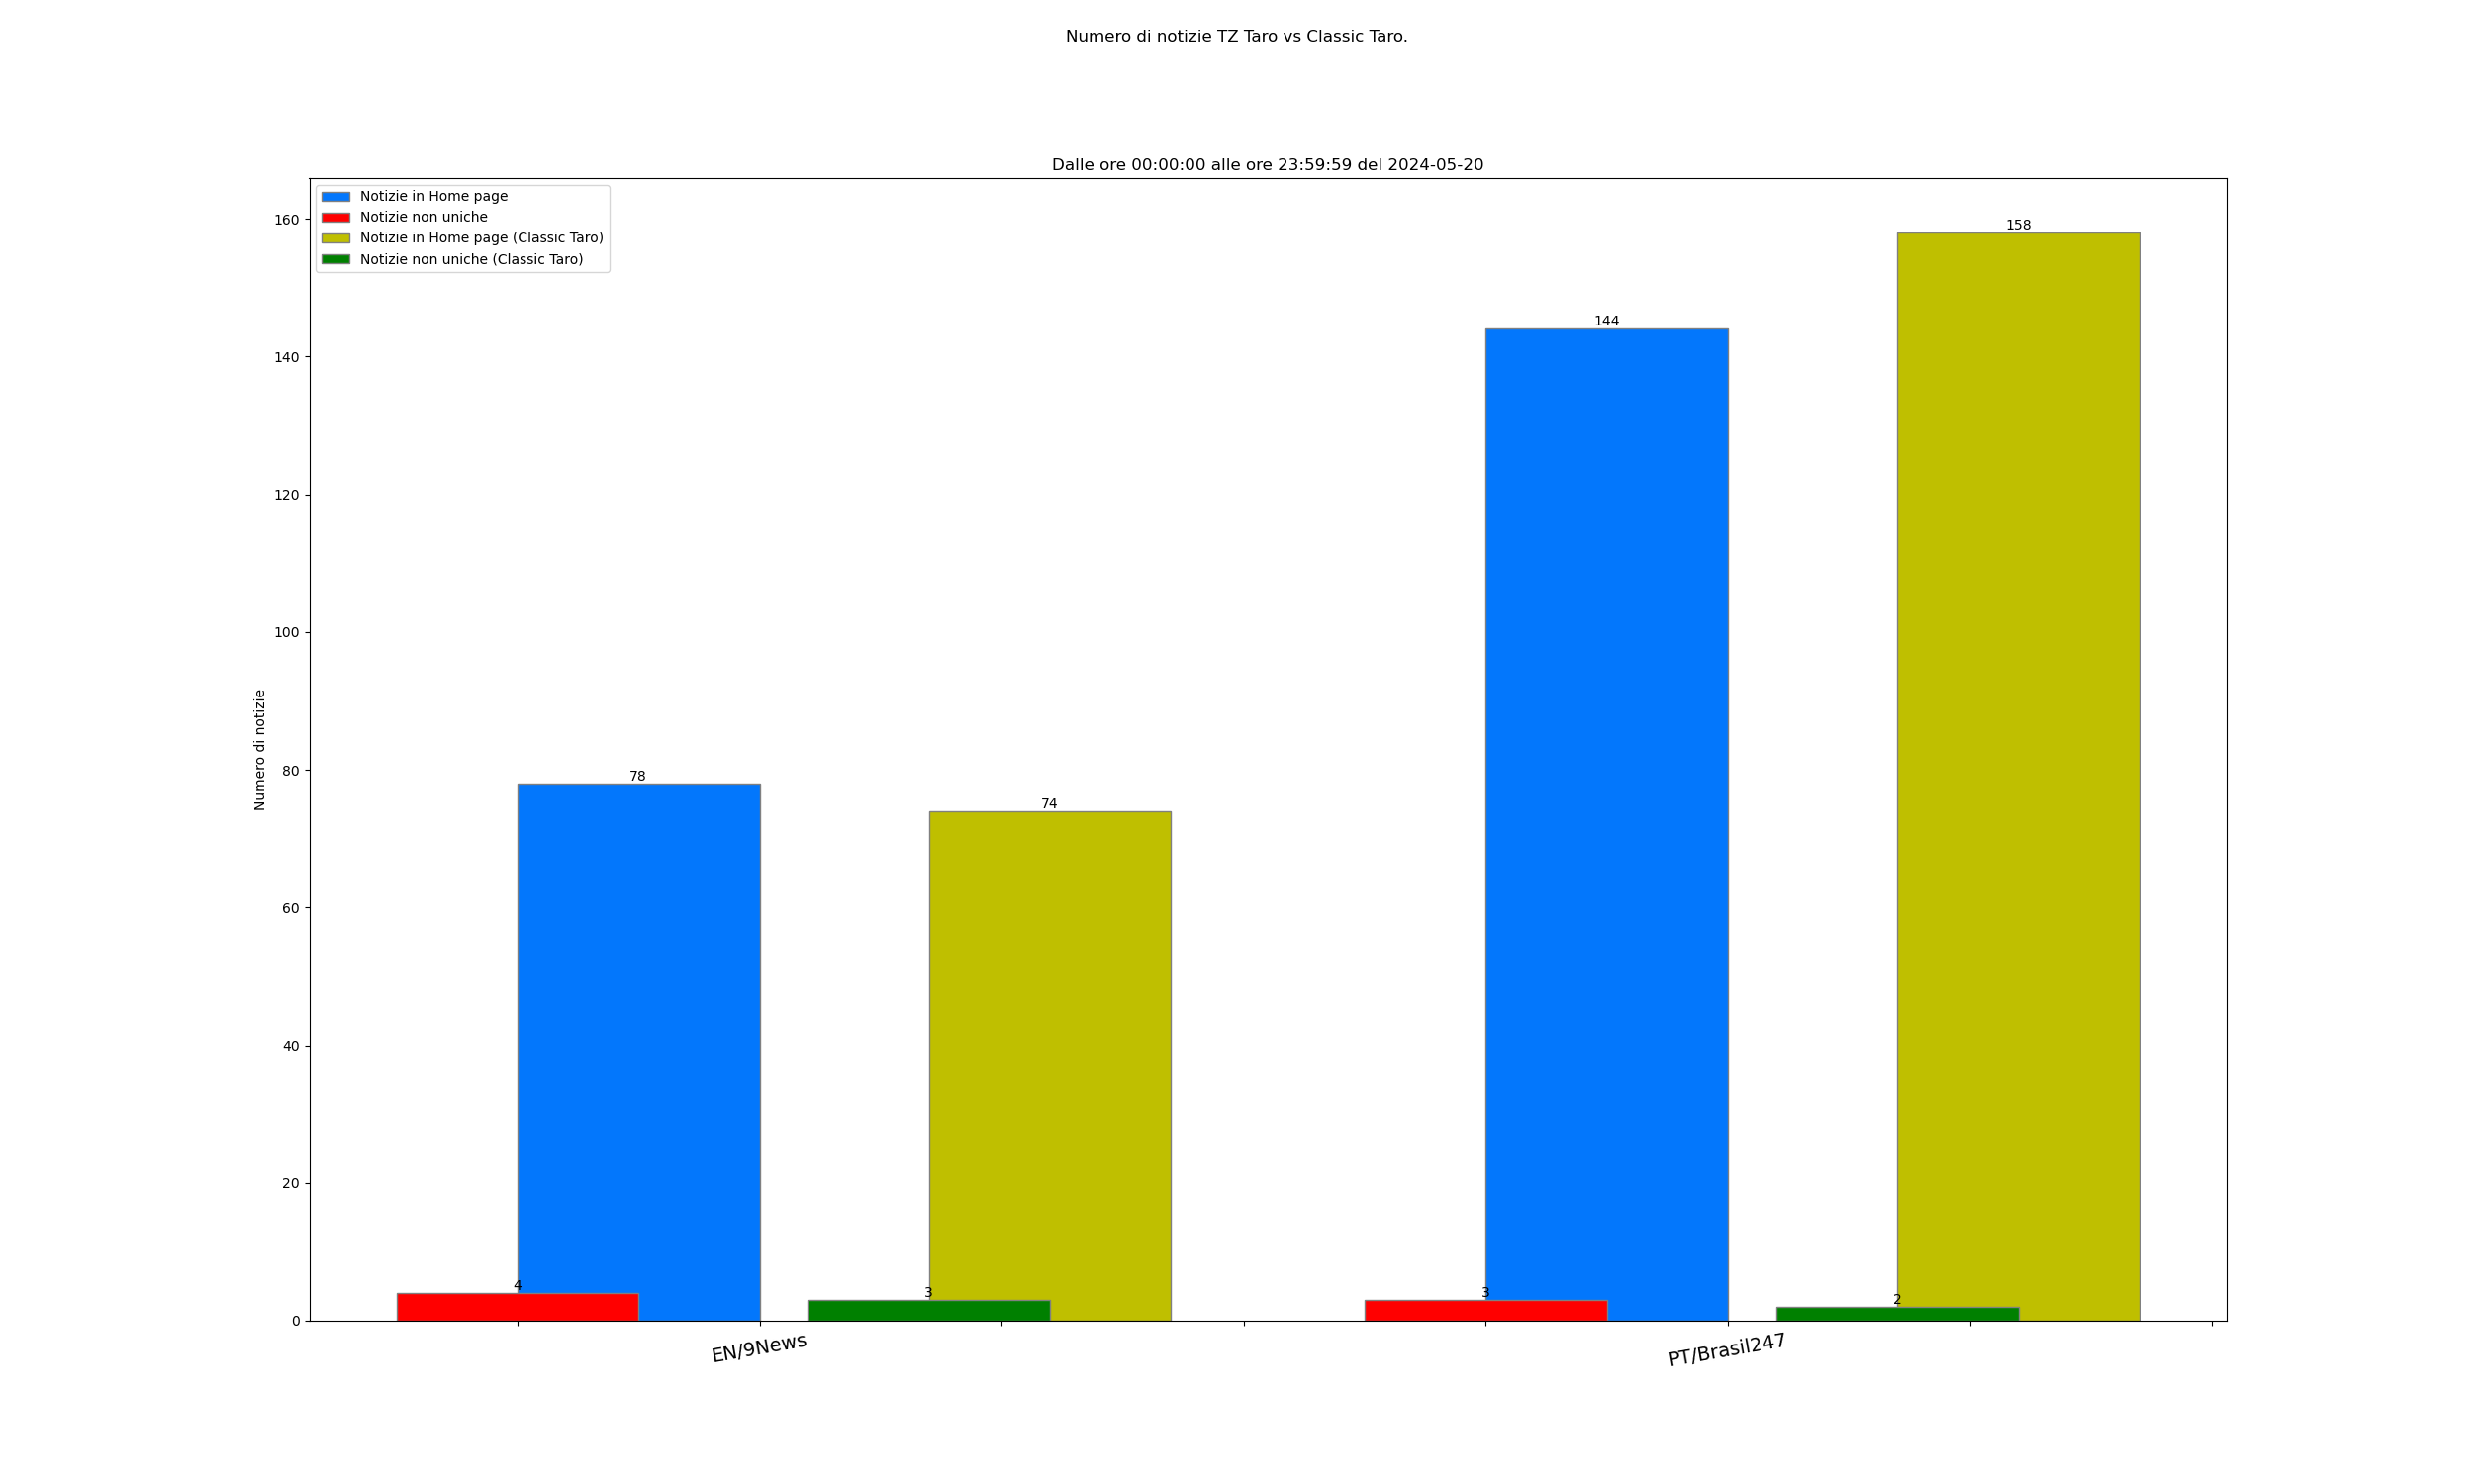 Numero di notizie TZ Taro vs Classic Taro.
Dalle ore 00:00:00 alle ore 23:59:59 del 2024-05-20
Notizie in Home page
Notizie non uniche
Notizie in Home page (Classic Taro)
Notizie non uniche (Classic Taro)
160
140
120
100
80
60
40
20
0
Numero di notizie
158
144
78
74
4
3
3
2
EN/9News
PT/Brasil247